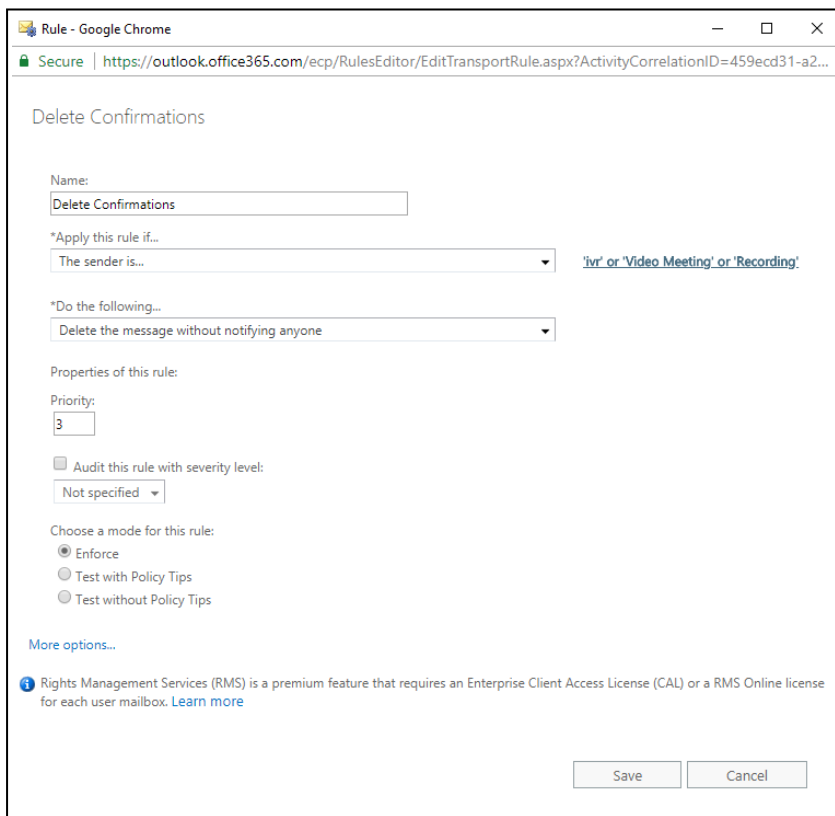 Rule - Google Chrome
Secure | https://outlook.office365.com/ecp/RulesEditor/EditTransportRule.aspx?ActivityCorrelationID=459ecd31-a2...
Delete Confirmations
Name:
Delete Confirmations
*Apply this rule if...
The sender is...
'ivr' or 'Video Meeting' or 'Recording'
*Do the following...
Delete the message without notifying anyone
Properties of this rule:
Priority:
3
Audit this rule with severity level:
Not specified
Choose a mode for this rule:
Enforce
Test with Policy Tips
Test without Policy Tips
More options...
Rights Management Services (RMS) is a premium feature that requires an Enterprise Client Access License (CAL) or a RMS Online license
for each user mailbox. Learn more
Save
Cancel